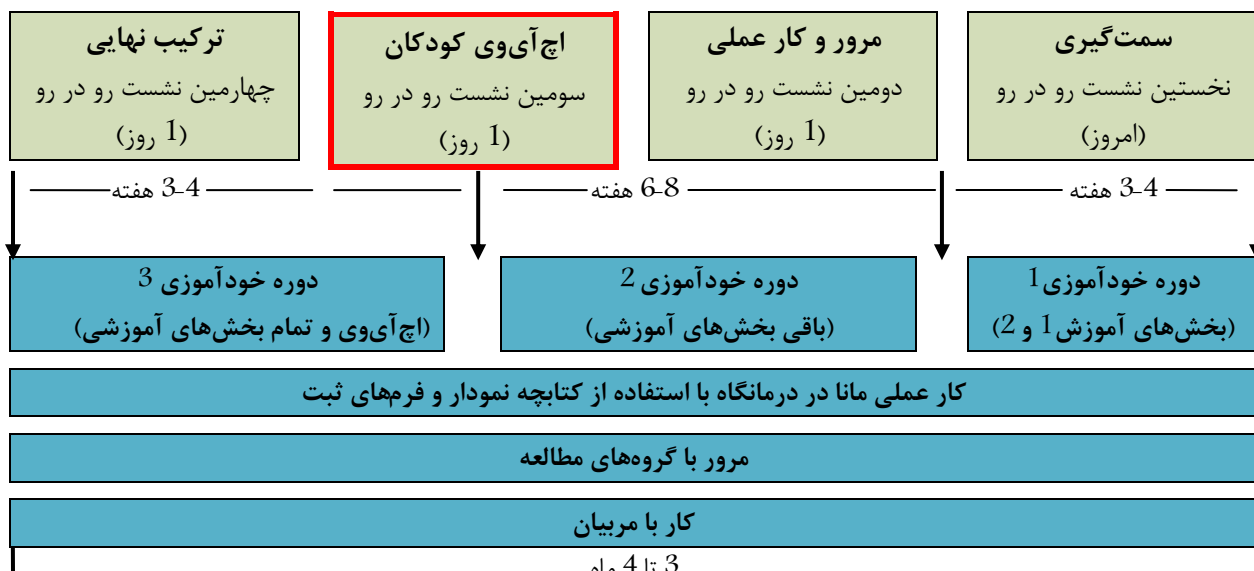 سمت‌گیری
نخستین نشست رو در رو
(امروز)
مرور و کار عملی
دومین نشست رو در رو
(1 روز)
اچ‌آی‌وی کودکان
سومین نشست رو در رو
(1 روز)
ترکیب نهایی
چهارمین نشست رو در رو
(1 روز)
3-4 هفته
6-8 هفته
3-4 هفته
دوره خودآموزی1
(بخش‌های آموزش1 و 2)
دوره خودآموزی 2
(باقی بخش‌های آموزشی)
دوره خودآموزی 3
(اچ‌آی‌وی و تمام بخش‌های آموزشی)
کار عملی مانا در درمانگاه با استفاده از کتابچه نمودار و فرم‌های ثبت
مرور با گروه‌های مطالعه
کار با مربیان
3 تا 4 ماه